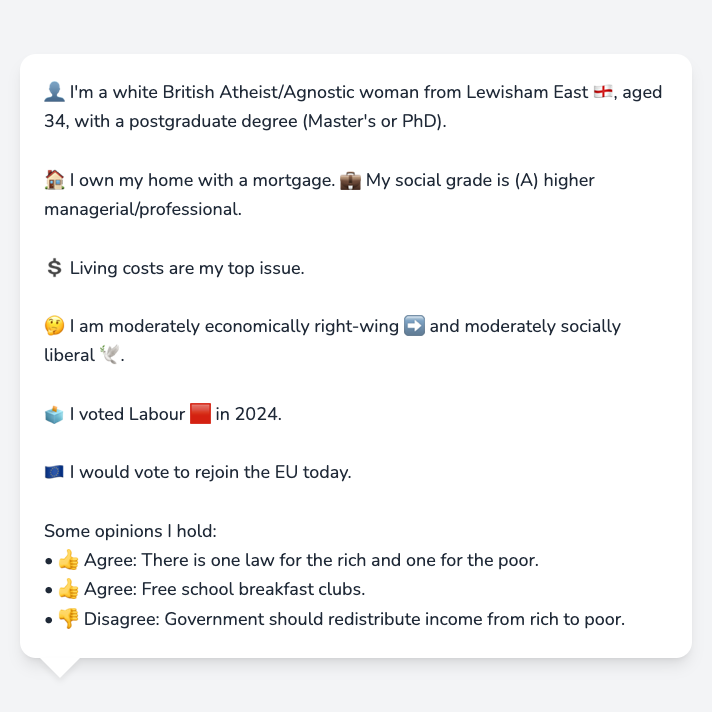 👤 I'm a white British Atheist/Agnostic woman from Lewisham East 🏴󠁧󠁢󠁥󠁮󠁧󠁿, aged
34, with a postgraduate degree (Master's or PhD).
🏠 I own my home with a mortgage. 💼 My social grade is (A) higher
managerial/professional.
💲 Living costs are my top issue.
🤔 I am moderately economically right-wing ➡️ and moderately socially
liberal 🕊️.
🗳️ I voted Labour 🟥 in 2024.
🇪🇺 I would vote to rejoin the EU today.
Some opinions I hold:
• 👍 Agree: There is one law for the rich and one for the poor.
• 👍 Agree: Free school breakfast clubs.
• 👎 Disagree: Government should redistribute income from rich to poor.